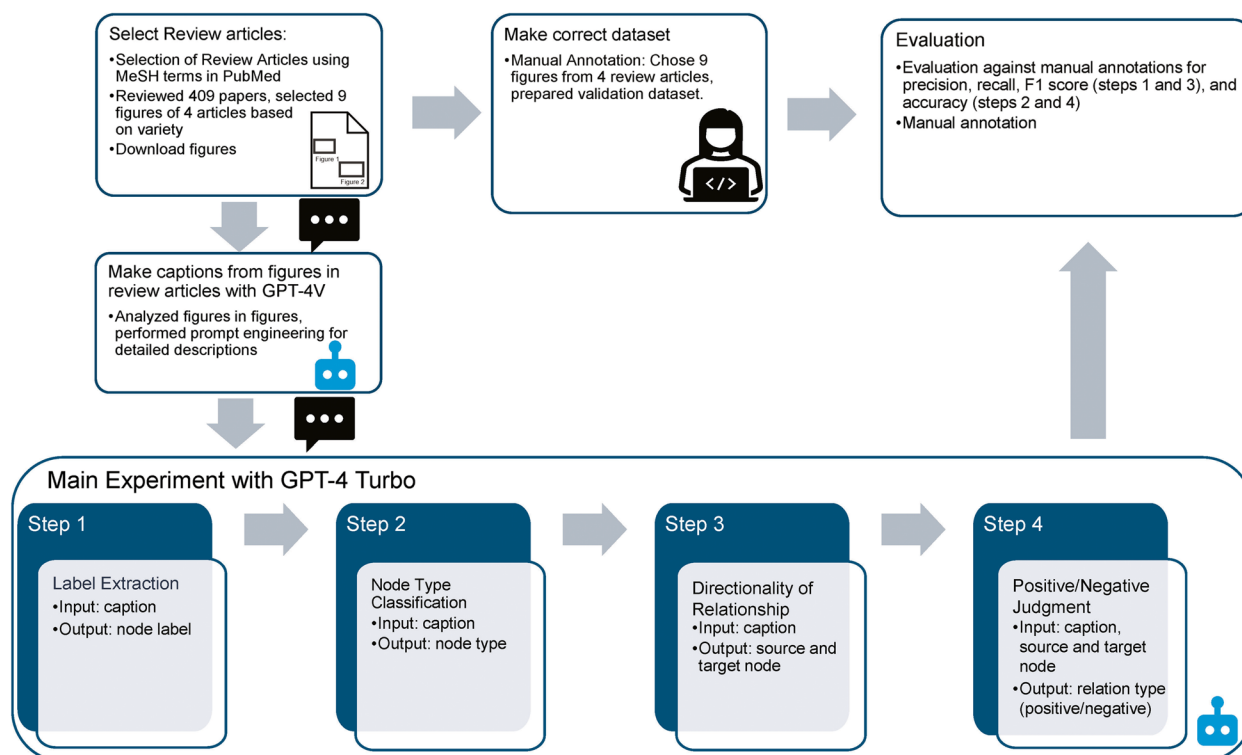 Select Review articles:
•Selection of Review Articles using
MeSH terms in PubMed
•Reviewed 409 papers, selected 9
figures of 4 articles based
on variety
•Download figures
Figure 1
Figure 2
Make correct dataset
•Manual Annotation: Chose 9
figures from 4 review articles,
prepared validation dataset.
</>
Evaluation
•Evaluation against manual annotations for
precision, recall, F1 score (steps 1 and 3), and
accuracy (steps 2 and 4)
•Manual annotation
Make captions from figures in
review articles with GPT-4V
•Analyzed figures in figures,
performed prompt engineering for
detailed descriptions
Main Experiment with GPT-4 Turbo
Step 1
Label Extraction
•Input: caption
•Output: node label
Step 2
Node Type
Classification
•Input: caption
•Output: node type
Step 3
Directionality of
Relationship
•Input: caption
•Output: source and
target node
Step 4
Positive/Negative
Judgment
•Input: caption,
source and target
node
•Output: relation type
(positive/negative)